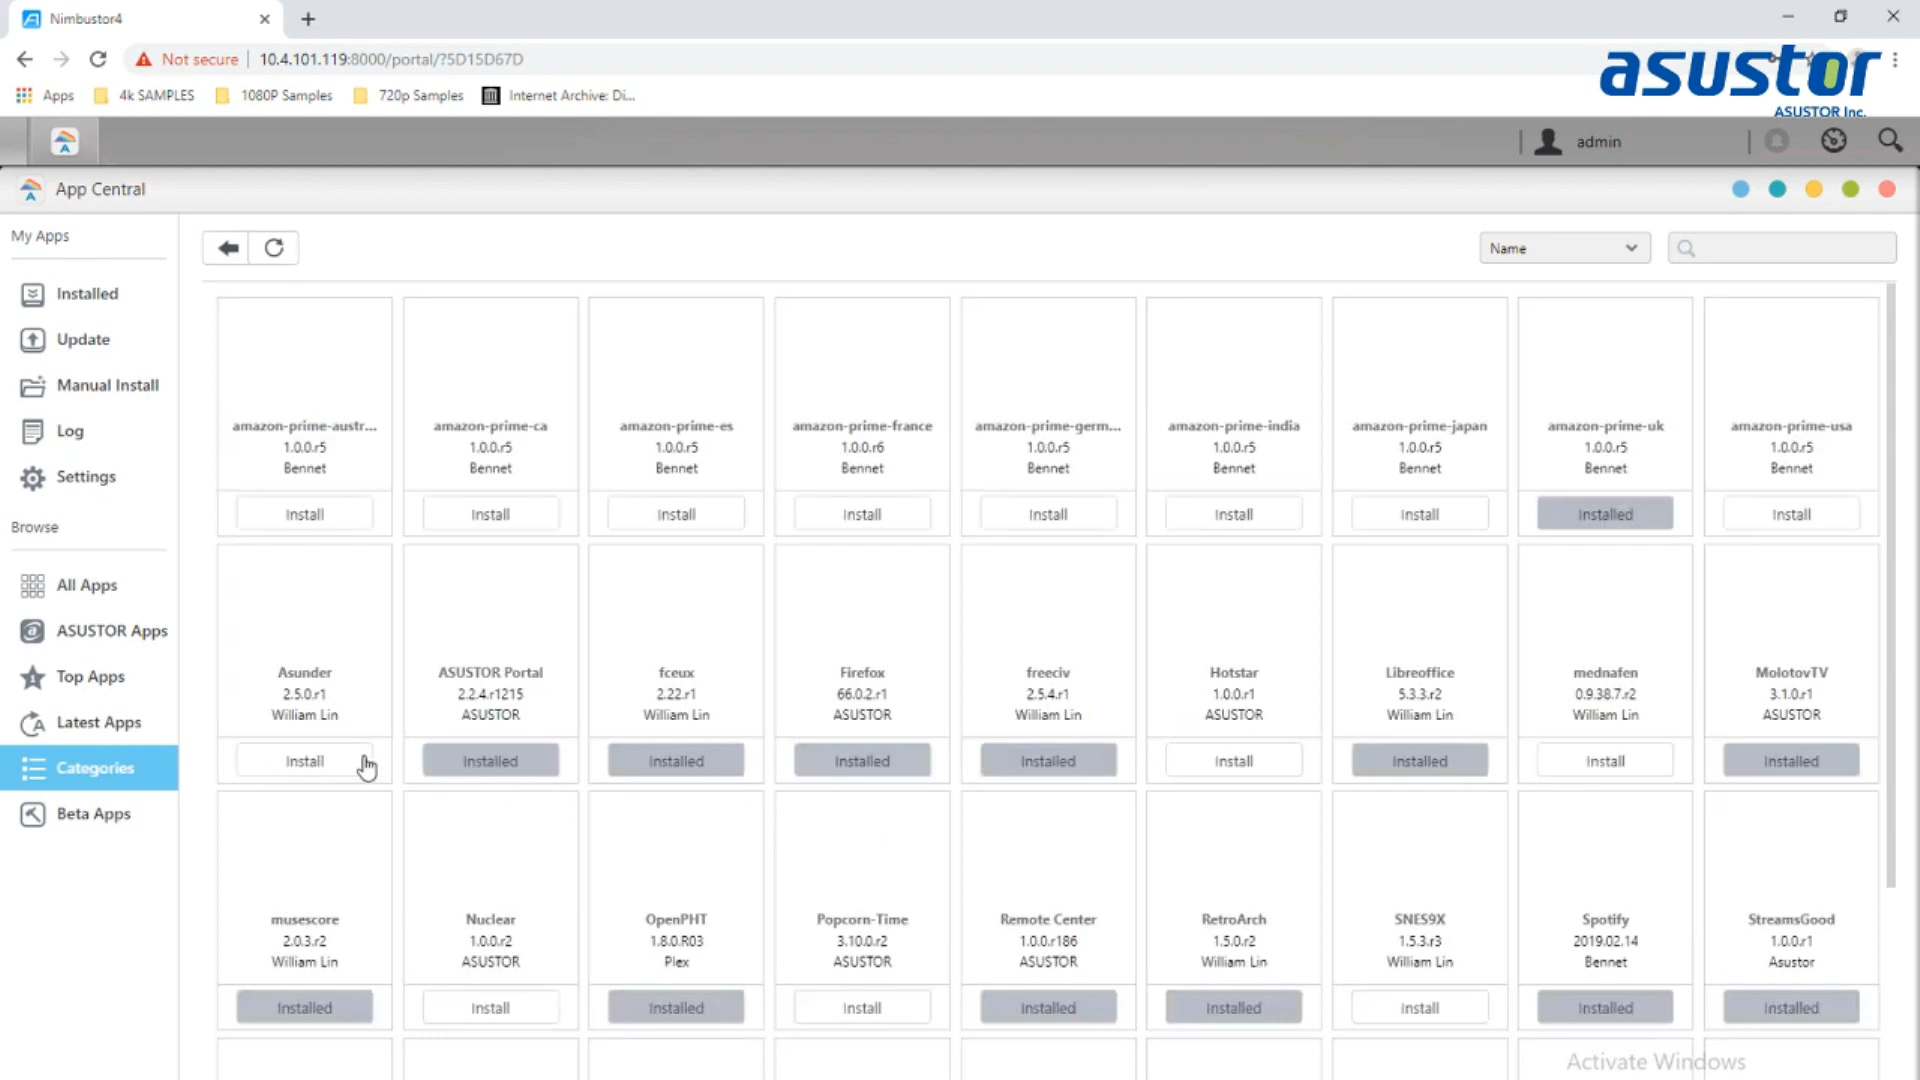 Nimbustor4
Not secure 10.4.101.119:8000/portal/?5D15D67D
Apps 4k SAMPLES 1080P Samples 720p Samples Internet Archive: Di...
asustor
ASUSTOR Inc.
admin
App Central
My Apps
Name
Installed
Update
Manual Install
Log
Settings
Browse
All Apps
ASUSTOR Apps
Top Apps
Latest Apps
Categories
Beta Apps
amazon-prime-austr... amazon-prime-ca amazon-prime-es amazon-prime-france amazon-prime-germ... amazon-prime-india amazon-prime-japan amazon-prime-uk amazon-prime-usa
1.0.0.r5 1.0.0.r5 1.0.0.r5 1.0.0.r6 1.0.0.r5 1.0.0.r5 1.0.0.r5 1.0.0.r5 1.0.0.r5
Bennet Bennet Bennet Bennet Bennet Bennet Bennet Bennet Bennet
Install Install Install Install Install Install Install Installed Install
Asunder ASUSTOR Portal fceux Firefox freeciv Hotstar Libreoffice mednafen MolotovTV
2.5.0.r1 2.2.4.r1215 2.22.r1 66.0.2.r1 2.5.4.r1 1.0.0.r1 5.3.3.r2 0.9.38.7.r2 3.1.0.r1
William Lin ASUSTOR William Lin ASUSTOR William Lin ASUSTOR William Lin William Lin ASUSTOR
Install Installed Installed Installed Installed Install Installed Install Installed
musescore Nuclear OpenPHT Popcorn-Time Remote Center RetroArch SNES9X Spotify StreamsGood
2.0.3.r2 1.0.0.r2 1.8.0.R03 3.10.0.r2 1.0.0.r186 1.5.0.r2 1.5.3.r3 2019.02.14 1.0.0.r1
William Lin ASUSTOR Plex ASUSTOR ASUSTOR William Lin William Lin Bennet Asustor
Installed Install Installed Install Installed Installed Install Installed Installed
Activate Windows